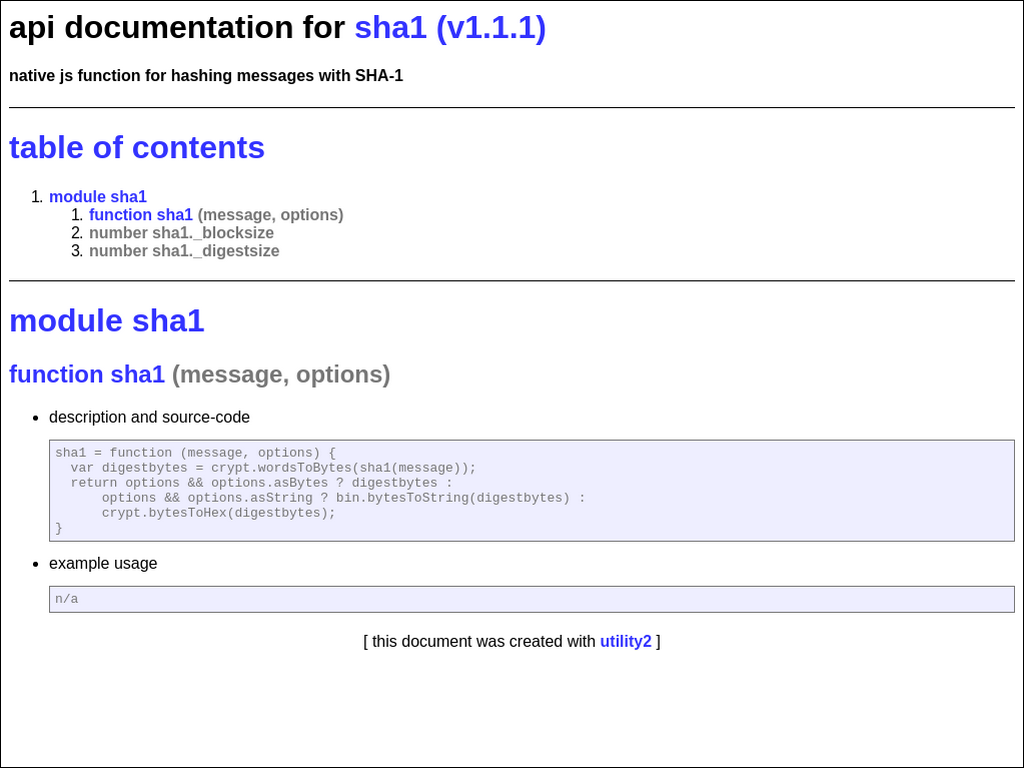 api documentation for sha1 (v1.1.1)
native js function for hashing messages with SHA-1
table of contents
1. module sha1
1. function sha1 (message, options)
2. number sha1._blocksize
3. number sha1._digestsize
module sha1
function sha1 (message, options)
• description and source-code
sha1 = function (message, options) {
  var digestbytes = crypt.wordsToBytes(sha1(message));
  return options && options.asBytes ? digestbytes :
      options && options.asString ? bin.bytesToString(digestbytes) :
      crypt.bytesToHex(digestbytes);
}
• example usage
n/a
[ this document was created with utility2 ]